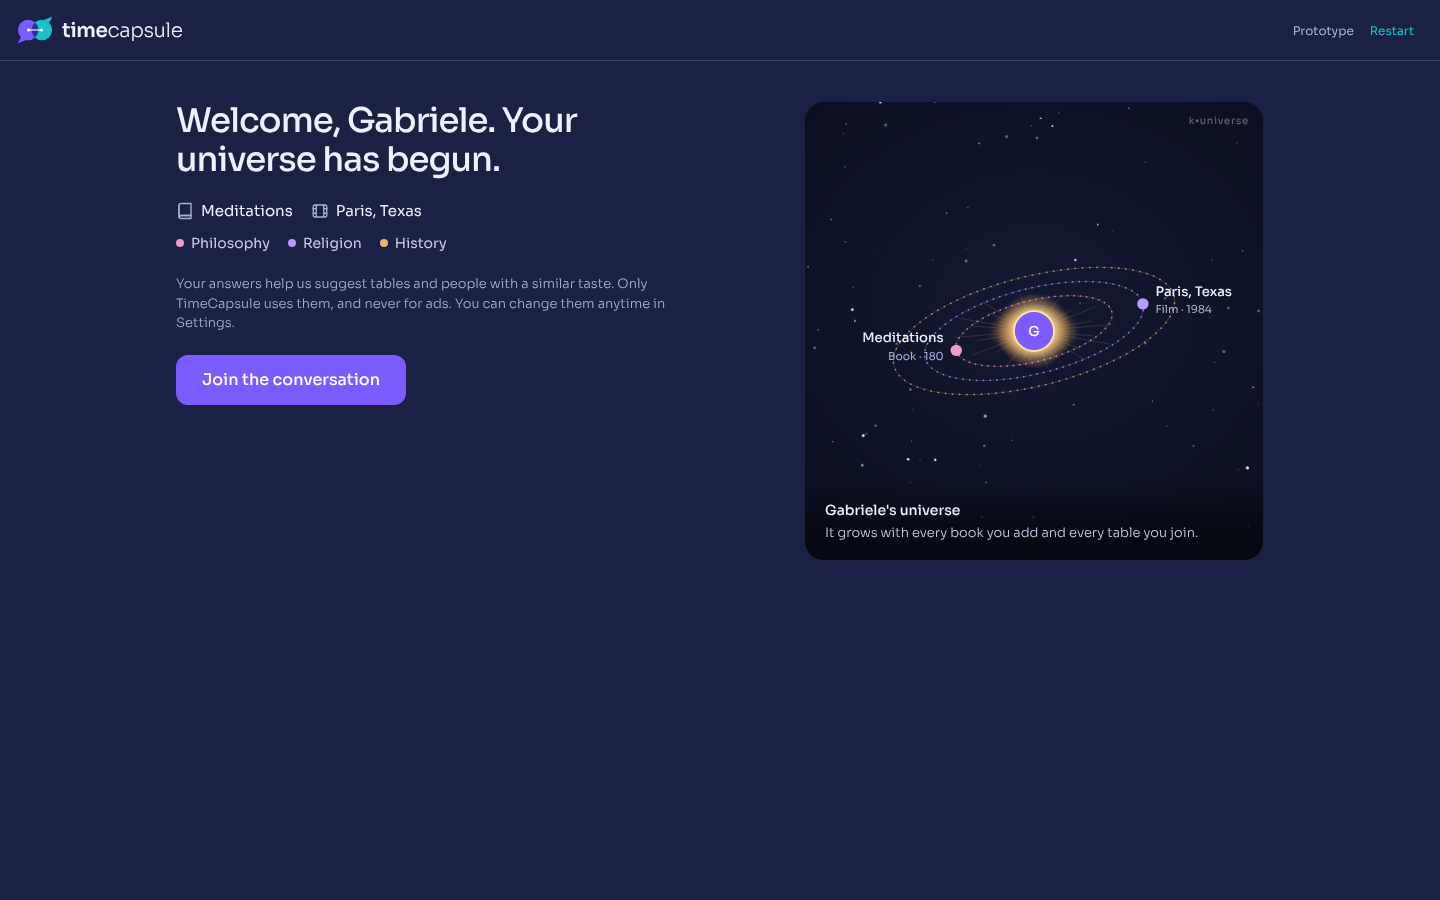 timecapsule
Prototype Restart
Welcome, Gabriele. Your
universe has begun.
Meditations Paris, Texas
Philosophy Religion History
Your answers help us suggest tables and people with a similar taste. Only
TimeCapsule uses them, and never for ads. You can change them anytime in
Settings.
Join the conversation
k•universe
Paris, Texas
Film · 1984
Meditations
Book · 180
G
Gabriele's universe
It grows with every book you add and every table you join.